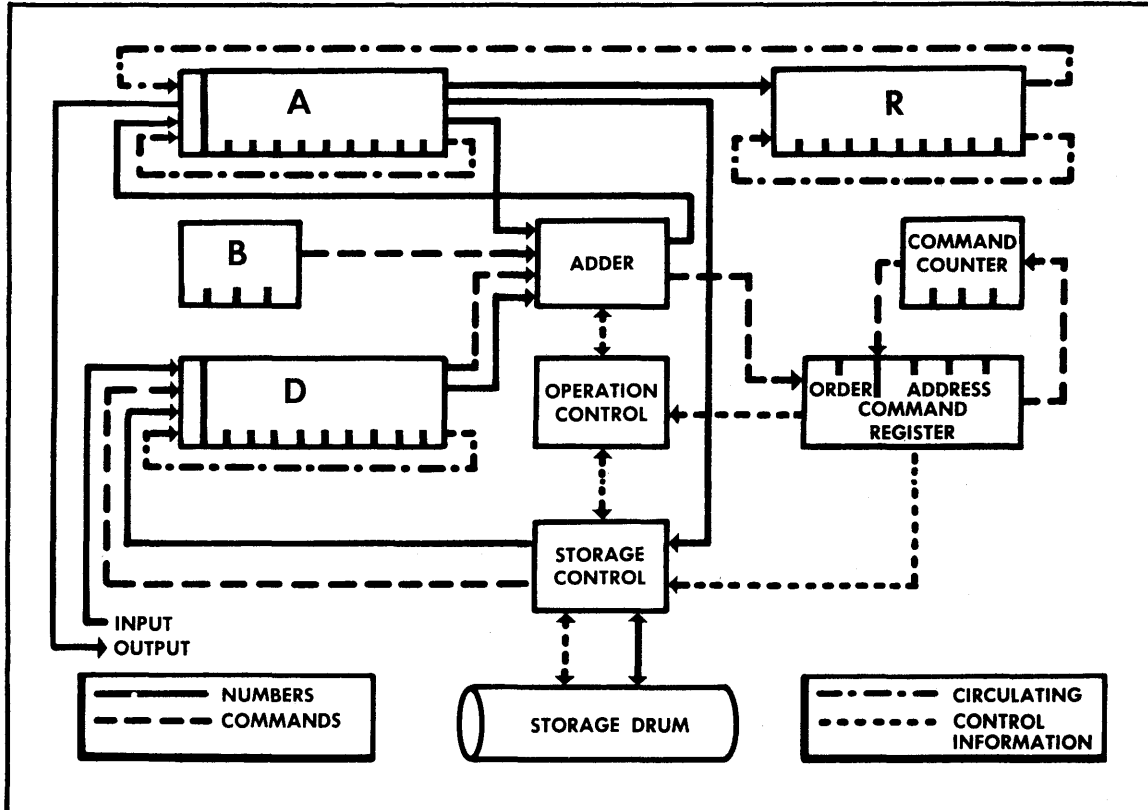 A
R
B
ADDER
COMMAND
COUNTER
D
OPERATION
CONTROL
ORDER ADDRESS
COMMAND
REGISTER
STORAGE
CONTROL
INPUT
OUTPUT
NUMBERS
COMMANDS
STORAGE DRUM
CIRCULATING
CONTROL
INFORMATION